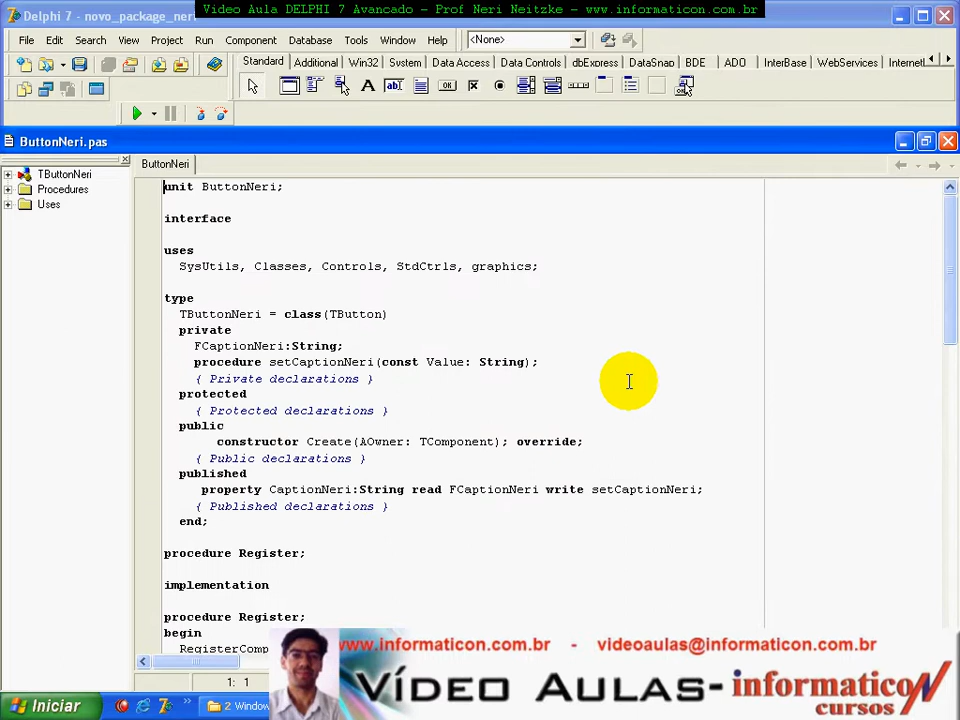 Video Aula DELPHI 7 Avancado - Prof Neri Neitzke - www.informaticon.com.br
Delphi 7 - novo_package_ner
File Edit Search View Project Run Component Database Tools Window Help <None>
Standard Additional Win32 System Data Access Data Controls dbExpress DataSnap BDE ADO InterBase WebServices Internet
ButtonNeri.pas
ButtonNeri
TButtonNeri
Procedures
Uses
unit ButtonNeri;
interface
uses
SysUtils, Classes, Controls, StdCtrls, graphics;
type
TButtonNeri = class(TButton)
private
FCaptionNeri:String;
procedure setCaptionNeri(const Value: String);
{ Private declarations }
protected
{ Protected declarations }
public
constructor Create(AOwner: TComponent); override;
{ Public declarations }
published
property CaptionNeri:String read FCaptionNeri write setCaptionNeri;
{ Published declarations }
end;
procedure Register;
implementation
procedure Register;
begin
RegisterComp
1: 1
www.informaticon.com.br - videoaulas@informaticon.com.br
VÍDEO AULAS- informaticoN
cursos
Iniciar
2 Window